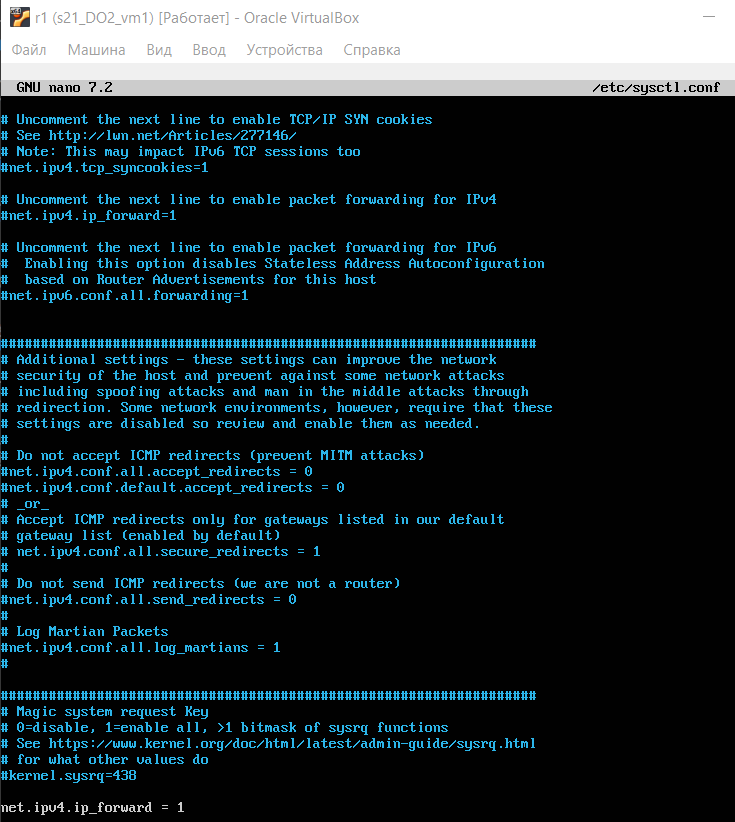 r1 (s21_DO2_vm1) [Работает] - Oracle VirtualBox
Файл Машина Вид Ввод Устройства Справка
GNU nano 7.2 /etc/sysctl.conf
# Uncomment the next line to enable TCP/IP SYN cookies
# See http://lwn.net/Articles/277146/
# Note: This may impact IPv6 TCP sessions too
#net.ipv4.tcp_syncookies=1
# Uncomment the next line to enable packet forwarding for IPv4
#net.ipv4.ip_forward=1
# Uncomment the next line to enable packet forwarding for IPv6
#  Enabling this option disables Stateless Address Autoconfiguration
#  based on Router Advertisements for this host
#net.ipv6.conf.all.forwarding=1
###################################################################
# Additional settings - these settings can improve the network
# security of the host and prevent against some network attacks
# including spoofing attacks and man in the middle attacks through
# redirection. Some network environments, however, require that these
# settings are disabled so review and enable them as needed.
#
# Do not accept ICMP redirects (prevent MITM attacks)
#net.ipv4.conf.all.accept_redirects = 0
#net.ipv4.conf.default.accept_redirects = 0
# _or_
# Accept ICMP redirects only for gateways listed in our default
# gateway list (enabled by default)
# net.ipv4.conf.all.secure_redirects = 1
#
# Do not send ICMP redirects (we are not a router)
#net.ipv4.conf.all.send_redirects = 0
#
# Log Martian Packets
#net.ipv4.conf.all.log_martians = 1
#
###################################################################
# Magic system request Key
# 0=disable, 1=enable all, >1 bitmask of sysrq functions
# See https://www.kernel.org/doc/html/latest/admin-guide/sysrq.html
# for what other values do
#kernel.sysrq=438
net.ipv4.ip_forward = 1